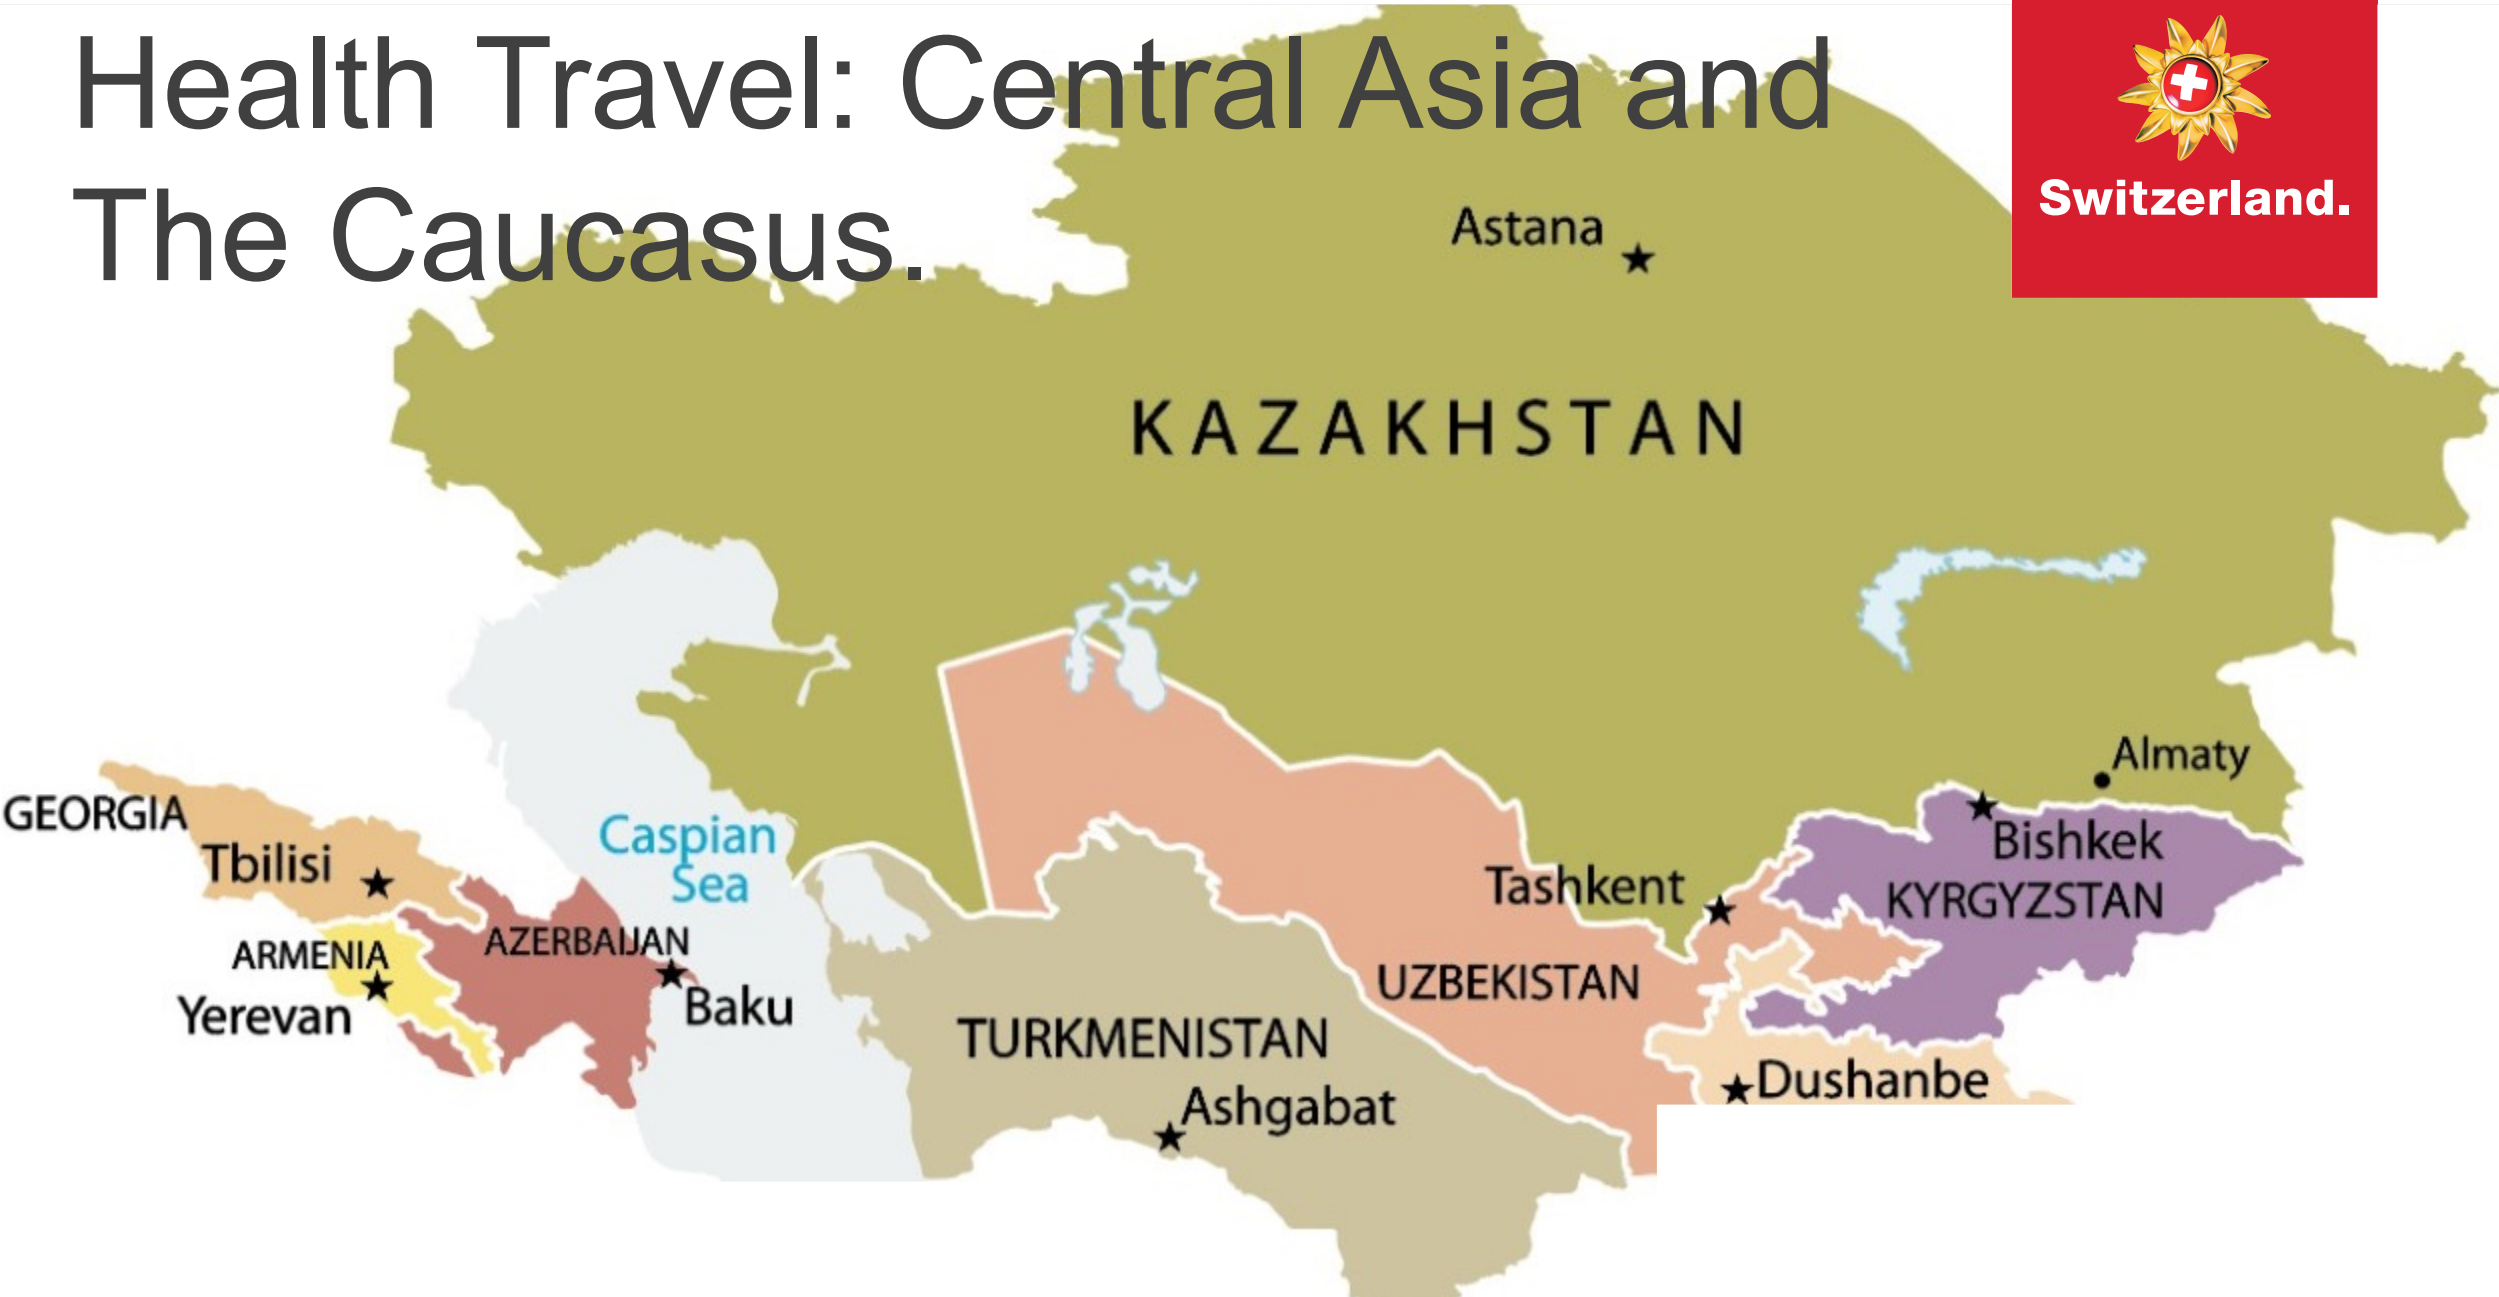 Health Travel: Central Asia and
The Caucasus.
Switzerland.
Astana
KAZAKHSTAN
Almaty
GEORGIA
Caspian
Sea
Bishkek
Tbilisi
Tashkent
KYRGYZSTAN
ARMENIA
AZERBAIJAN
UZBEKISTAN
Yerevan
Baku
TURKMENISTAN
Dushanbe
Ashgabat